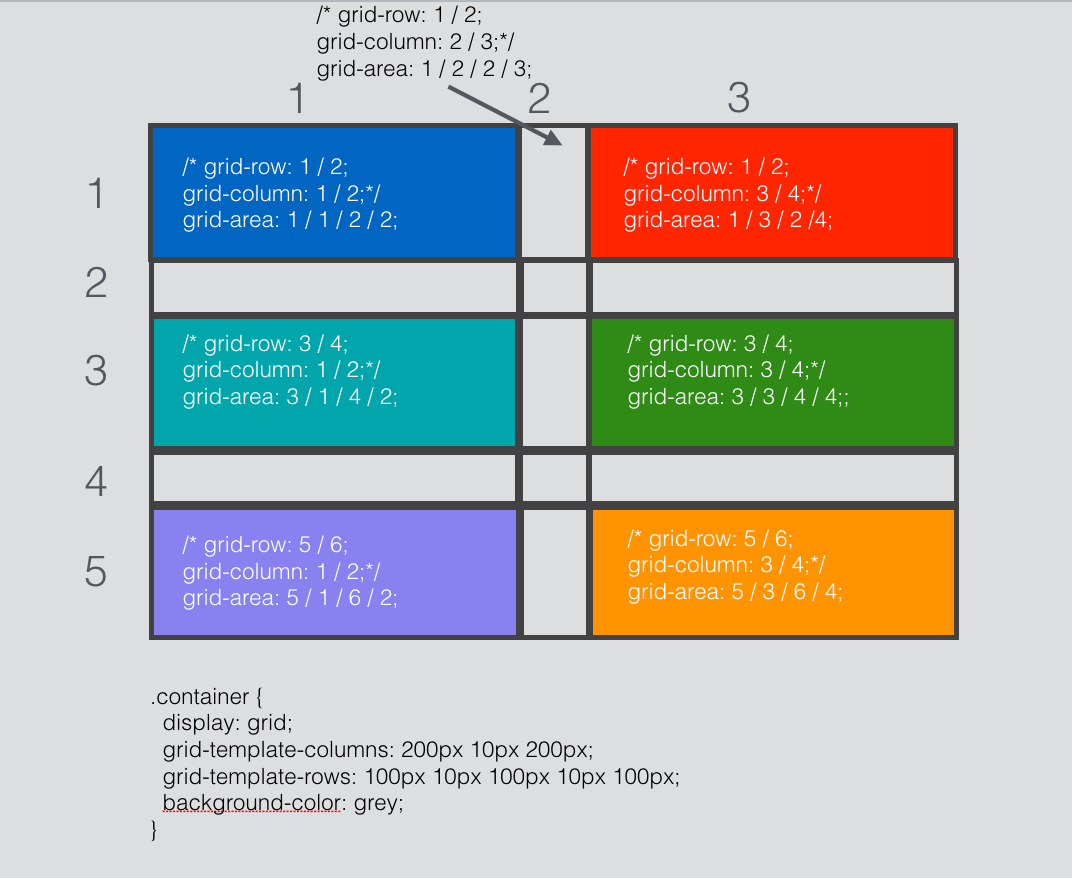 /* grid-row: 1 / 2;
grid-column: 2 / 3;*/
grid-area: 1 / 2 / 2 / 3;
1
2
3
1
/* grid-row: 1 / 2;
grid-column: 1 / 2;*/
grid-area: 1 / 1 / 2 / 2;
/* grid-row: 1 / 2;
grid-column: 3 / 4;*/
grid-area: 1 / 3 / 2 /4;
2
3
/* grid-row: 3 / 4;
grid-column: 1 / 2;*/
grid-area: 3 / 1 / 4 / 2;
/* grid-row: 3 / 4;
grid-column: 3 / 4;*/
grid-area: 3 / 3 / 4 / 4;;
4
5
/* grid-row: 5 / 6;
grid-column: 1 / 2;*/
grid-area: 5 / 1 / 6 / 2;
/* grid-row: 5 / 6;
grid-column: 3 / 4;*/
grid-area: 5 / 3 / 6 / 4;
.container {
display: grid;
grid-template-columns: 200px 10px 200px;
grid-template-rows: 100px 10px 100px 10px 100px;
background-color: grey;
}